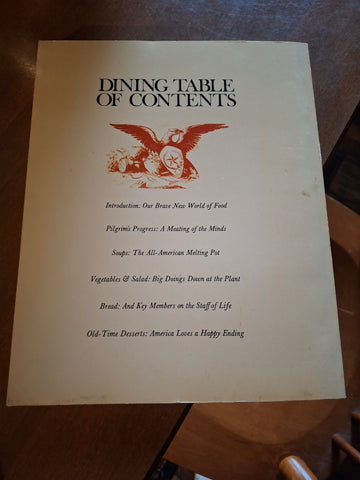 DINING TABLE
OF CONTENTS
Introduction: Our Brave New World of Food
Pilgrim's Progress: A Meating of the Minds
Soups: The All-American Melting Pot
Vegetables & Salad: Big Doings Down at the Plant
Bread: And Key Members on the Staff of Life
Old-Time Desserts: America Loves a Happy Ending